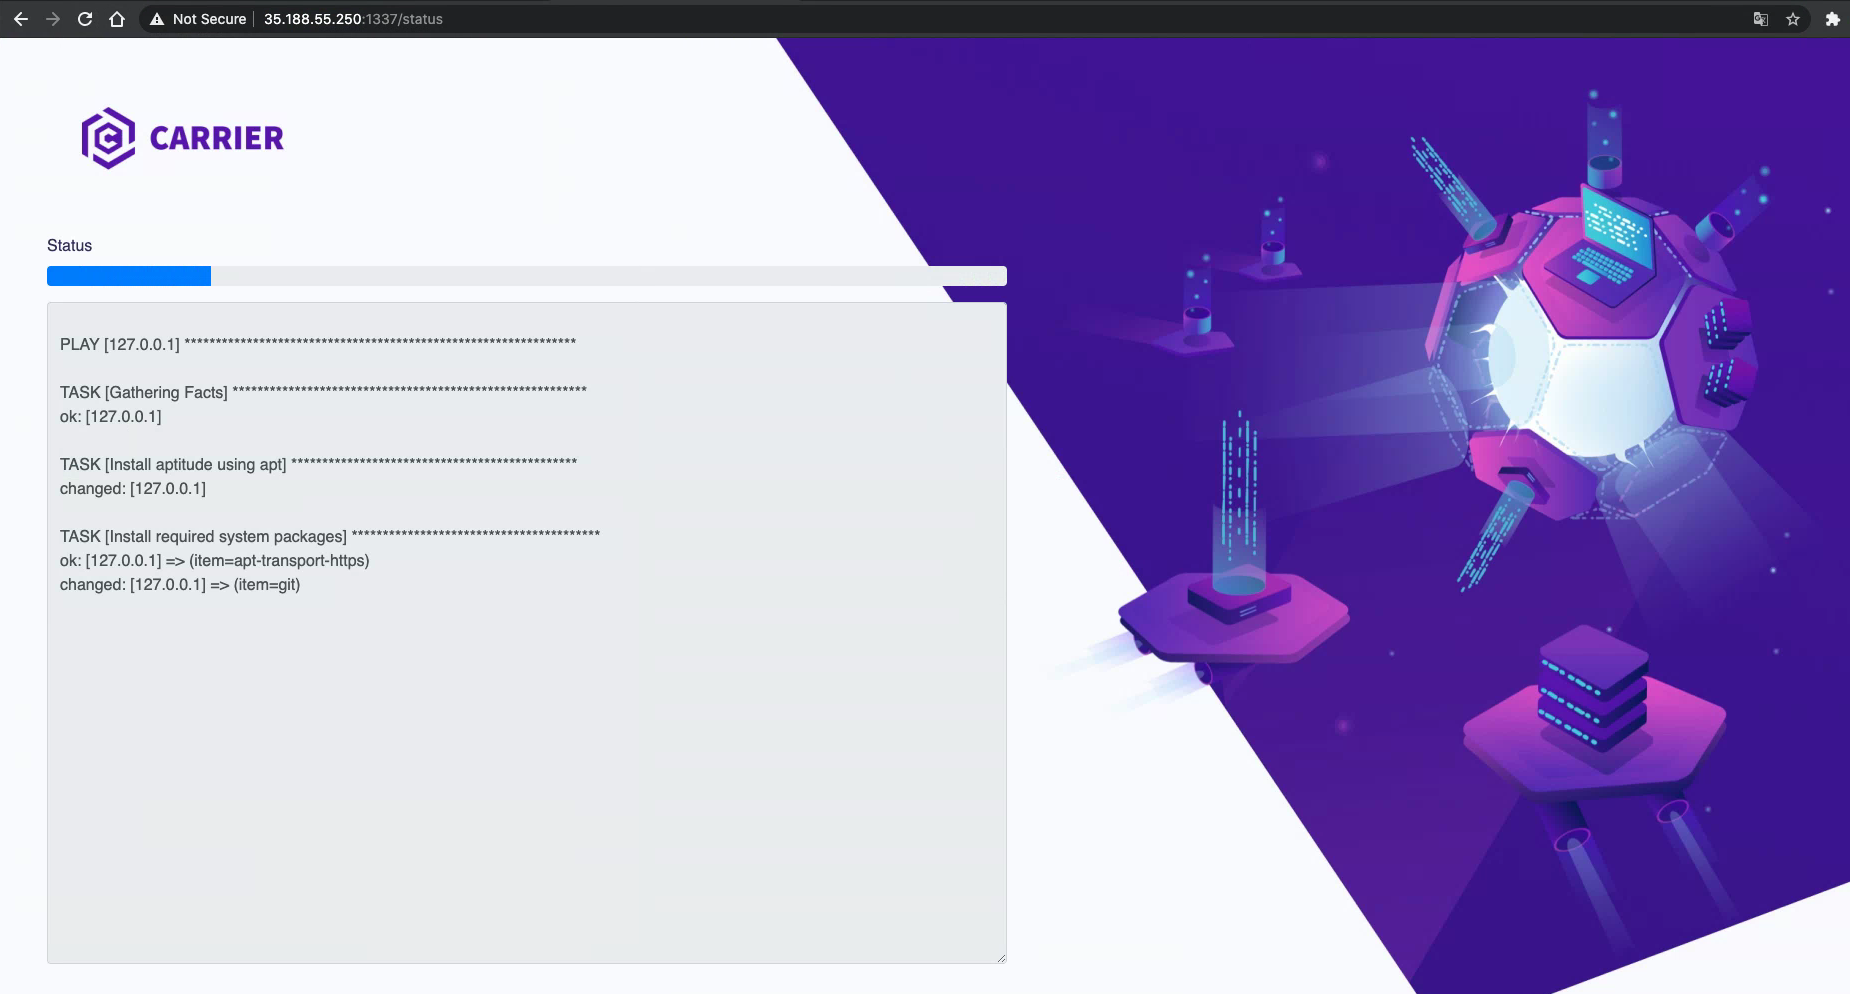 Not Secure 35.188.55.250:1337/status
CARRIER
Status
PLAY [127.0.0.1] ***************************************************************
TASK [Gathering Facts] *********************************************************
ok: [127.0.0.1]
TASK [Install aptitude using apt] **********************************************
changed: [127.0.0.1]
TASK [Install required system packages] ****************************************
ok: [127.0.0.1] => (item=apt-transport-https)
changed: [127.0.0.1] => (item=git)